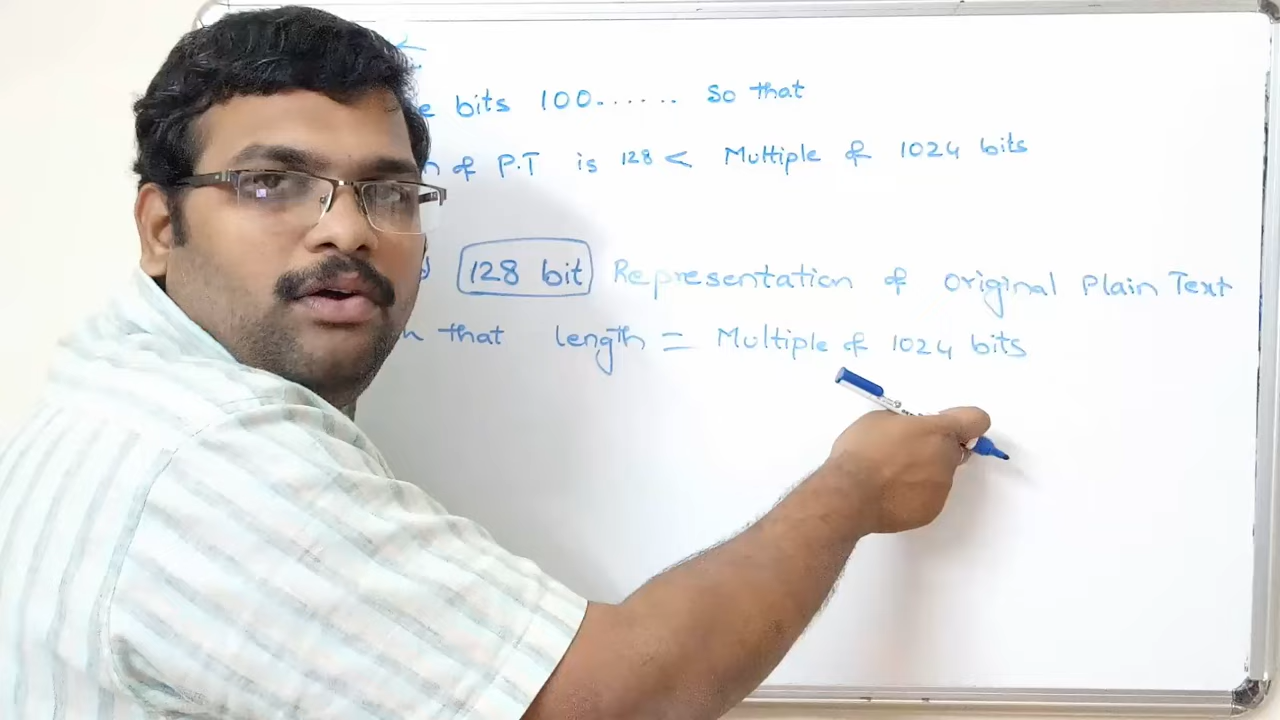 bits 100....... so that
of P.T is 128 < Multiple of 1024 bits
128 bit Representation of original Plain Text
that length = Multiple of 1024 bits